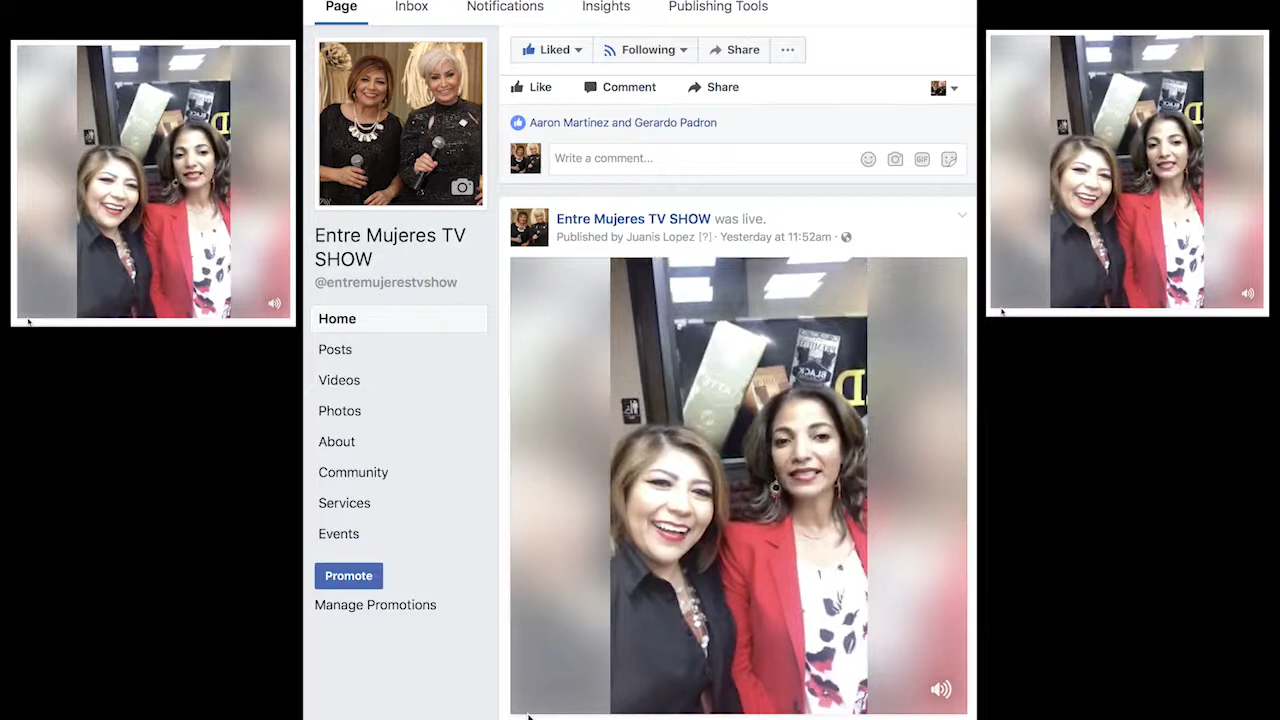 Page Inbox Notifications Insights Publishing Tools
Liked Following Share
Like Comment Share
Aaron Martinez and Gerardo Padron
Write a comment...
GIF
Entre Mujeres TV SHOW was live.
Published by Juanis Lopez [?] · Yesterday at 11:52am ·
Entre Mujeres TV
SHOW
@entremujerestvshow
Home
Posts
Videos
Photos
About
Community
Services
Events
Promote
Manage Promotions